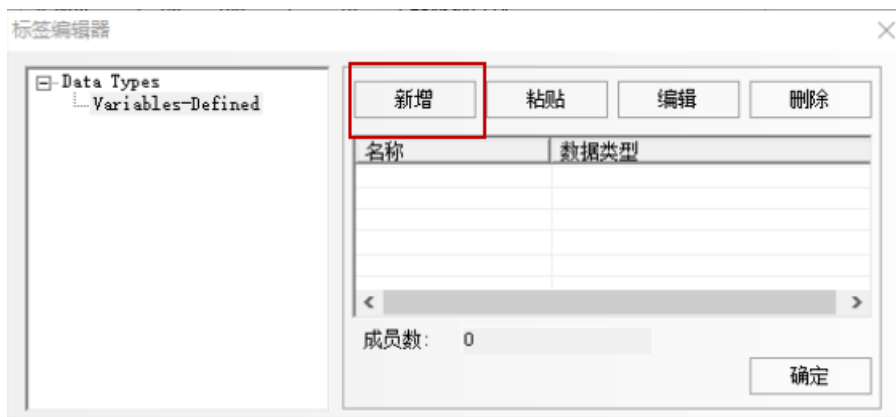 标签编辑器
Data Types
Variables-Defined
新增
粘贴
编辑
删除
名称
数据类型
成员数: 0
确定